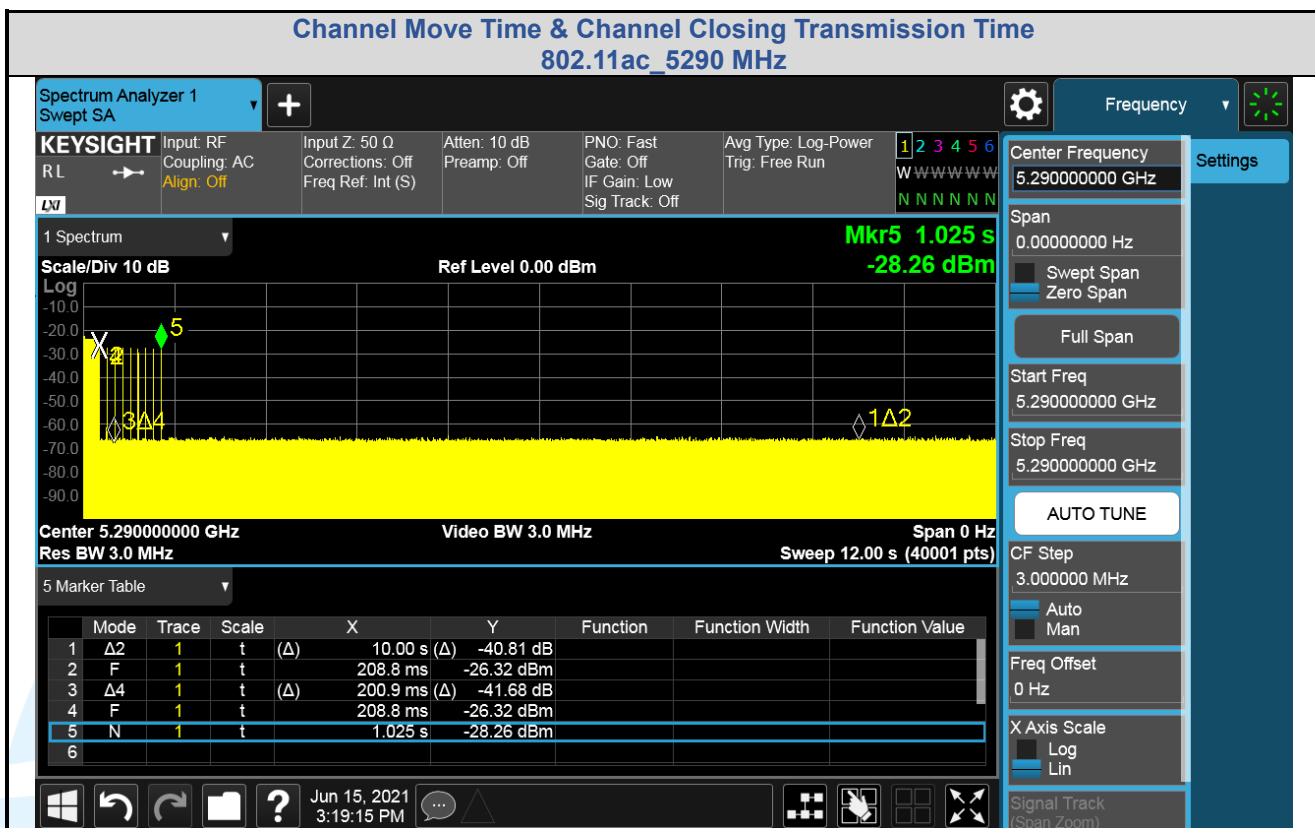 Channel Move Time & Channel Closing Transmission Time
802.11ac_5290 MHz
Spectrum Analyzer 1
Swept SA
+
Frequency
KEYSIGHT
RL
LXI
Input: RF
Coupling: AC
Align: Off
Input Z: 50 Ω
Corrections: Off
Freq Ref: Int (S)
Atten: 10 dB
Preamp: Off
PNO: Fast
Gate: Off
IF Gain: Low
Sig Track: Off
Avg Type: Log-Power
Trig: Free Run
1 2 3 4 5 6
W W W W W W
N N N N N N
Center Frequency
5.290000000 GHz
Settings
Span
0.00000000 Hz
Swept Span
Zero Span
Full Span
Start Freq
5.290000000 GHz
Stop Freq
5.290000000 GHz
AUTO TUNE
CF Step
3.000000 MHz
Auto
Man
Freq Offset
0 Hz
X Axis Scale
Log
Lin
Signal Track
(Span Zoom)
1 Spectrum
Mkr5 1.025 s
-28.26 dBm
Scale/Div 10 dB
Ref Level 0.00 dBm
Log
-10.0
-20.0
-30.0
-40.0
-50.0
-60.0
-70.0
-80.0
-90.0
X
5
3Δ4
1Δ2
Center 5.290000000 GHz
Video BW 3.0 MHz
Span 0 Hz
Res BW 3.0 MHz
Sweep 12.00 s (40001 pts)
5 Marker Table
Mode Trace Scale X Y Function Function Width Function Value
1 Δ2 1 t (Δ) 10.00 s (Δ) -40.81 dB
2 F 1 t 208.8 ms -26.32 dBm
3 Δ4 1 t (Δ) 200.9 ms (Δ) -41.68 dB
4 F 1 t 208.8 ms -26.32 dBm
5 N 1 t 1.025 s -28.26 dBm
6
?
Jun 15, 2021
3:19:15 PM